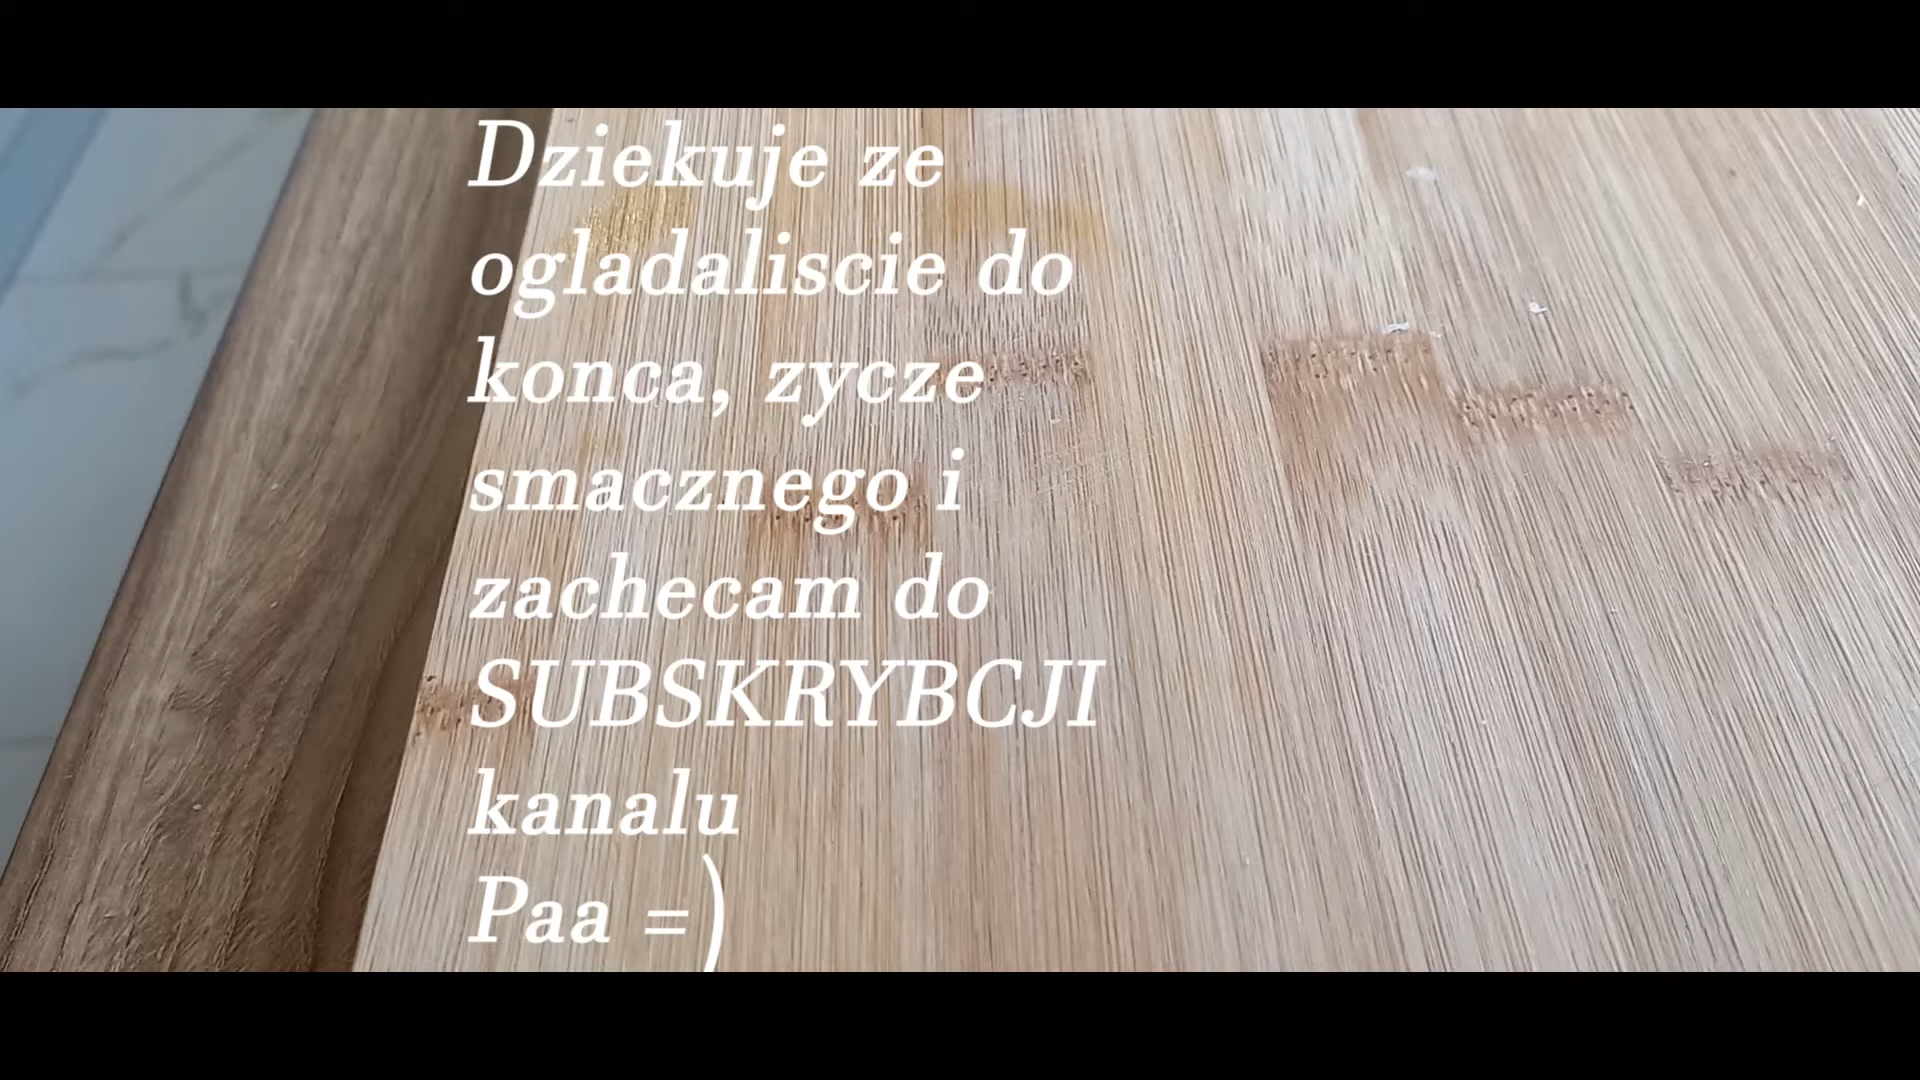 Dziekuje ze
ogladaliscie do
konca, zycze
smacznego i
zachecam do
SUBSKRYBCJI
kanalu
Paa =)